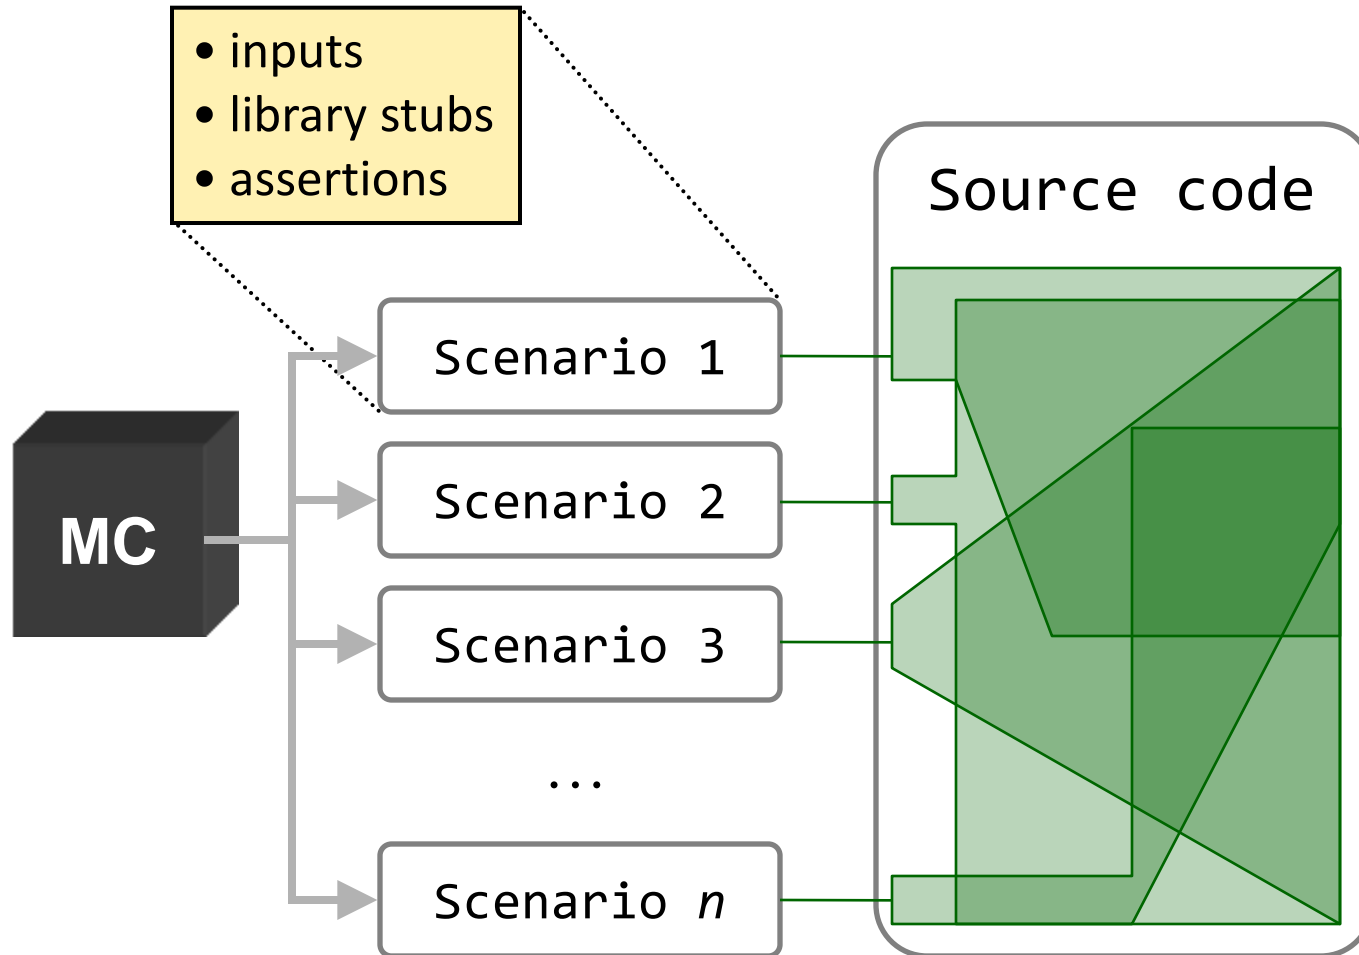 • inputs
• library stubs
• assertions
Source code
Scenario 1
Scenario 2
MC
Scenario 3
...
Scenario n